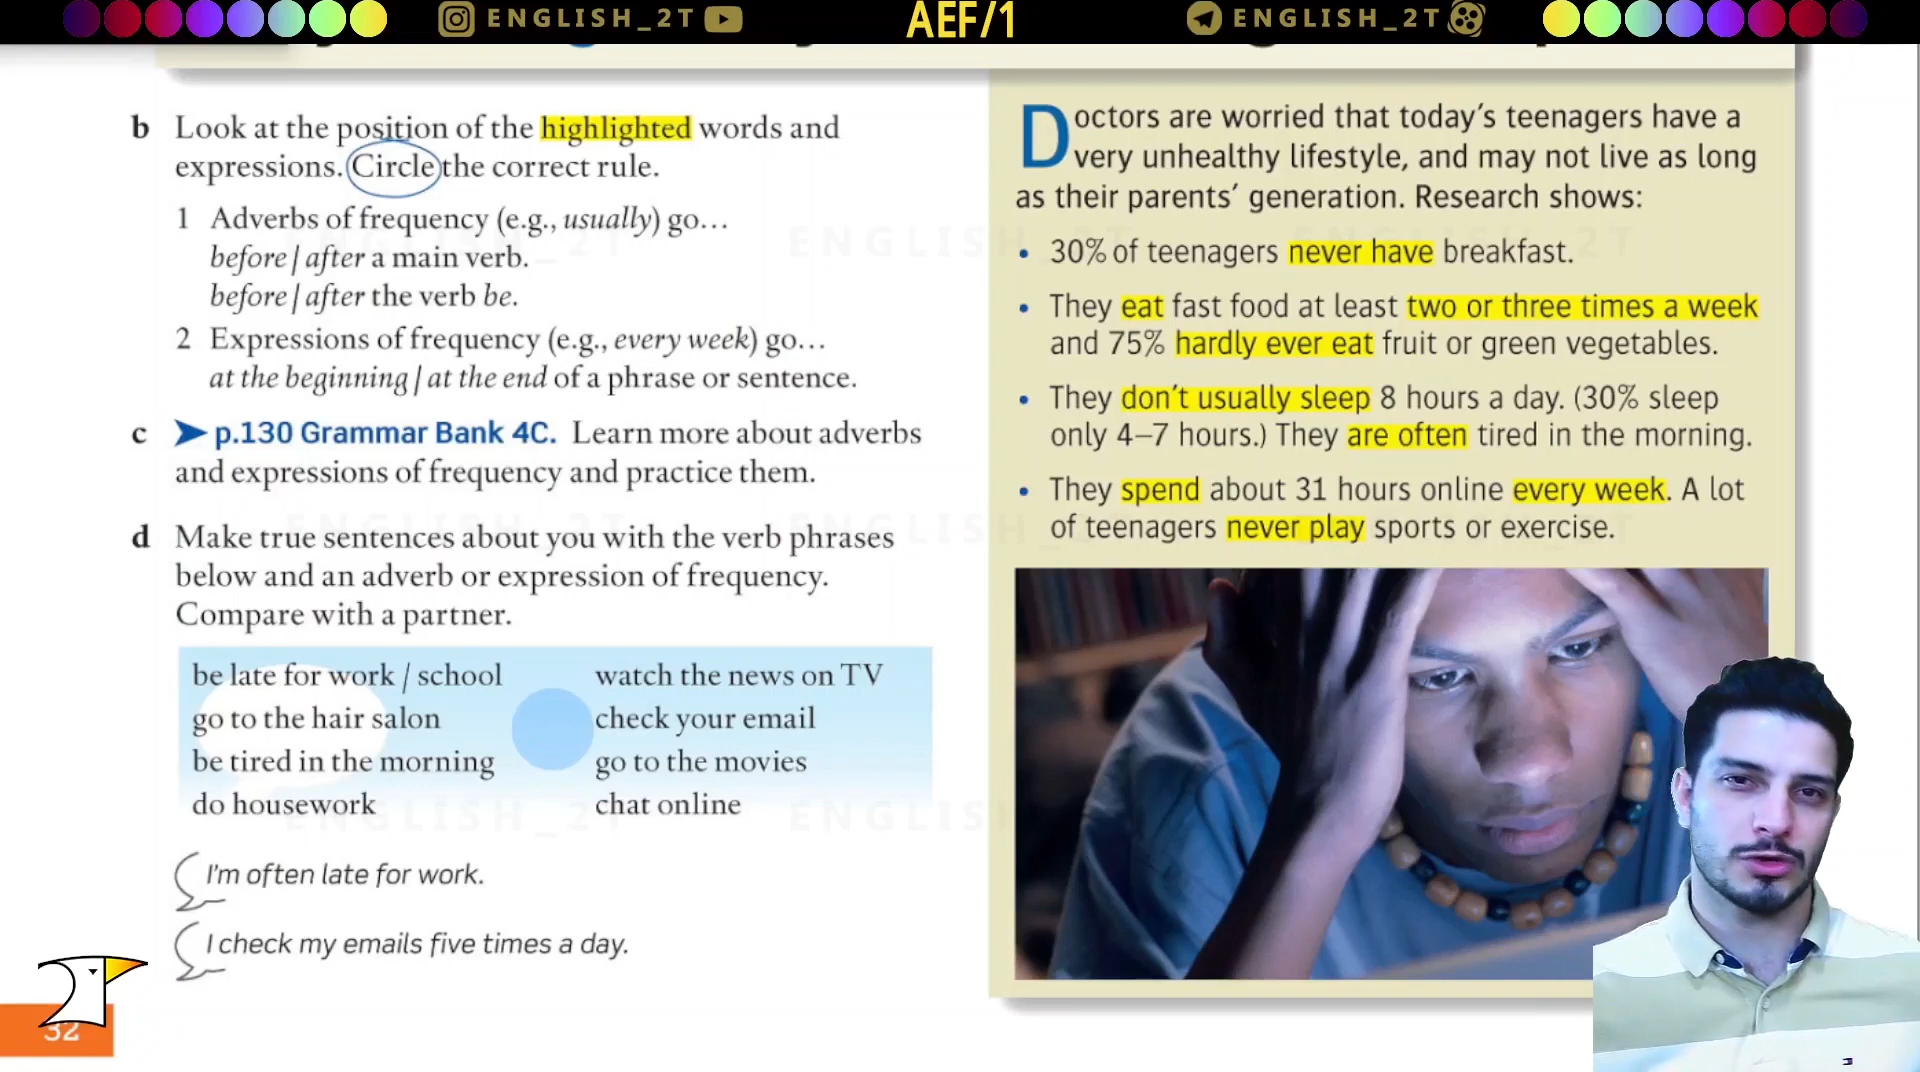 ENGLISH_2T
AEF/1
ENGLISH_2T
b Look at the position of the highlighted words and
expressions. Circle the correct rule.
1 Adverbs of frequency (e.g., usually) go...
before / after a main verb.
before / after the verb be.
2 Expressions of frequency (e.g., every week) go...
at the beginning / at the end of a phrase or sentence.
c p.130 Grammar Bank 4C. Learn more about adverbs
and expressions of frequency and practice them.
d Make true sentences about you with the verb phrases
below and an adverb or expression of frequency.
Compare with a partner.
be late for work / school
go to the hair salon
be tired in the morning
do housework
watch the news on TV
check your email
go to the movies
chat online
I'm often late for work.
I check my emails five times a day.
32
Doctors are worried that today's teenagers have a
very unhealthy lifestyle, and may not live as long
as their parents' generation. Research shows:
• 30% of teenagers never have breakfast.
• They eat fast food at least two or three times a week
and 75% hardly ever eat fruit or green vegetables.
• They don't usually sleep 8 hours a day. (30% sleep
only 4–7 hours.) They are often tired in the morning.
• They spend about 31 hours online every week. A lot
of teenagers never play sports or exercise.